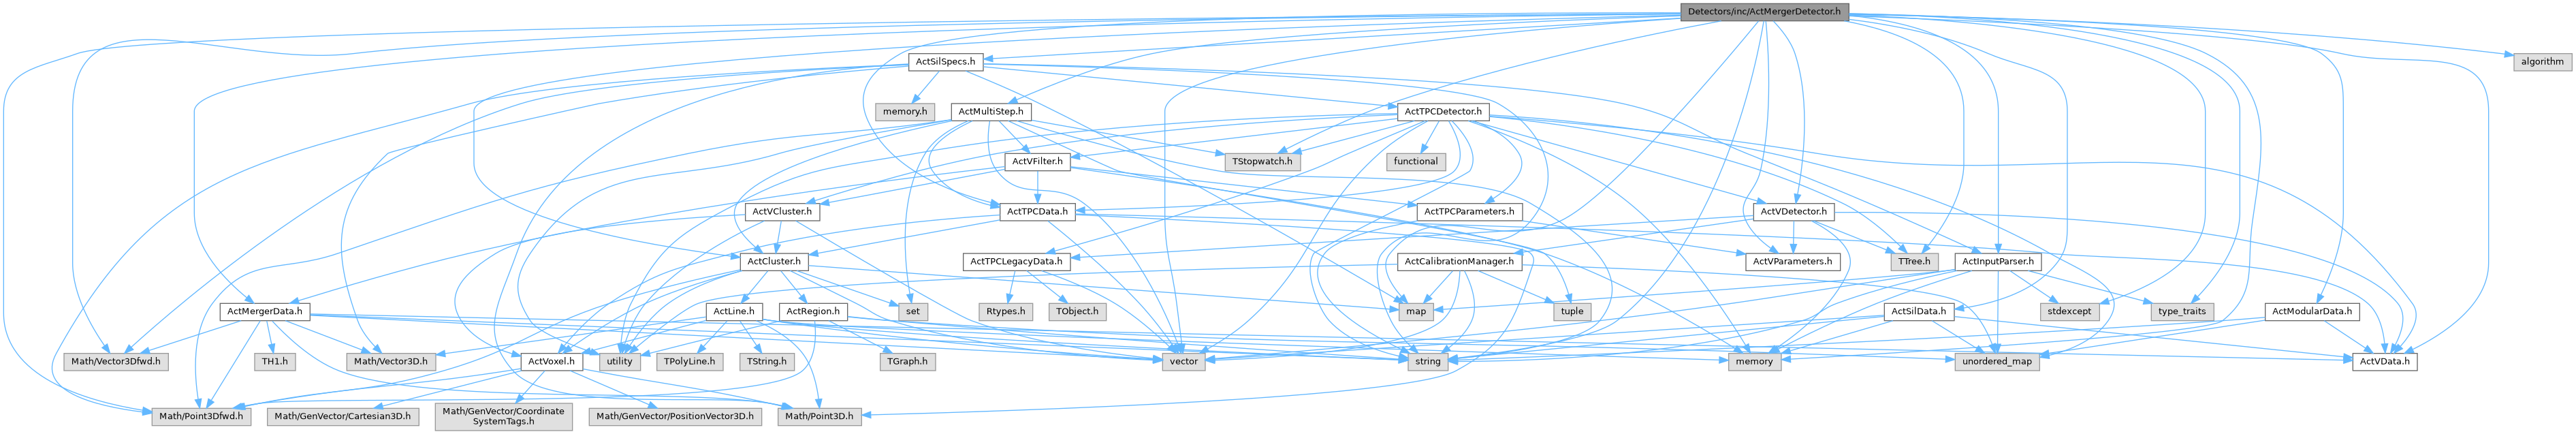 Detectors/inc/ActMergerDetector.h
ActSilSpecs.h
algorithm
memory.h
ActMultiStep.h
ActTPCDetector.h
ActVFilter.h
TStopwatch.h
functional
ActVCluster.h
ActTPCData.h
ActTPCParameters.h
ActVDetector.h
ActCluster.h
ActTPCLegacyData.h
ActCalibrationManager.h
ActVParameters.h
TTree.h
ActInputParser.h
ActMergerData.h
ActLine.h
ActRegion.h
set
Rtypes.h
TObject.h
map
tuple
ActSilData.h
stdexcept
type_traits
ActModularData.h
Math/Vector3Dfwd.h
TH1.h
Math/Vector3D.h
ActVoxel.h
utility
TPolyLine.h
TString.h
TGraph.h
vector
string
memory
unordered_map
ActVData.h
Math/Point3Dfwd.h
Math/GenVector/Cartesian3D.h
Math/GenVector/Coordinate
SystemTags.h
Math/GenVector/PositionVector3D.h
Math/Point3D.h